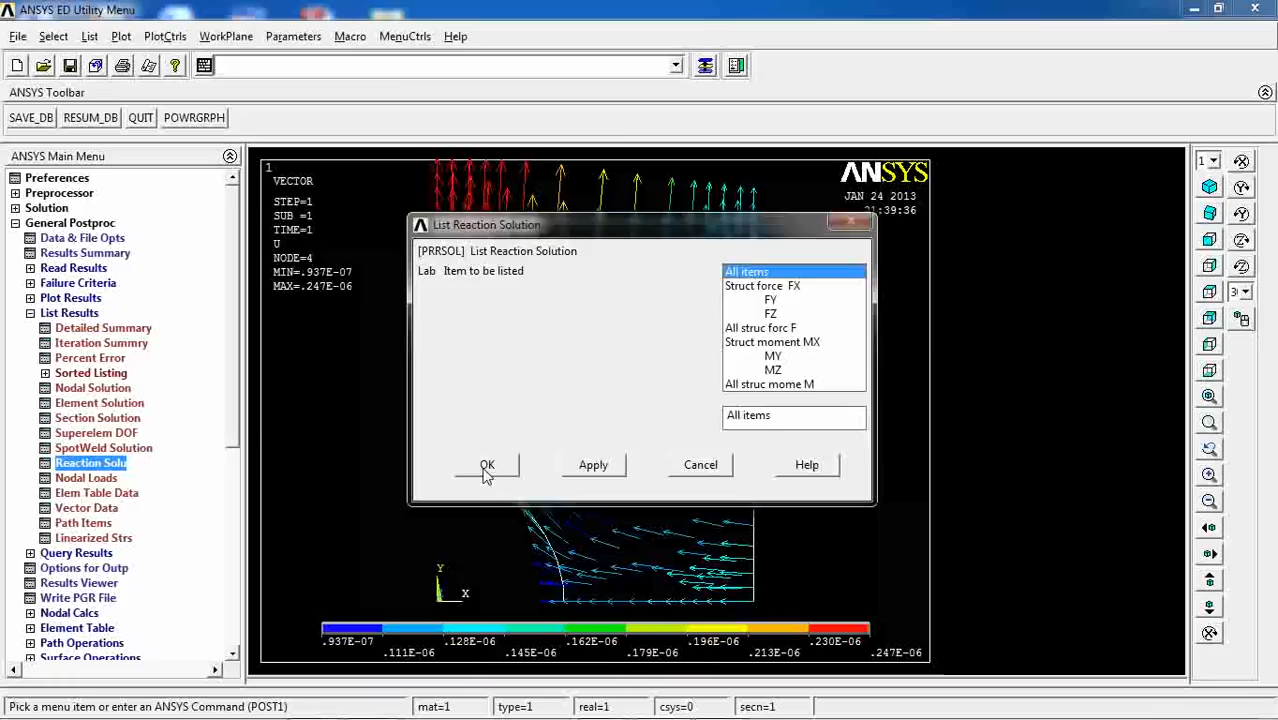 ANSYS ED Utility Menu
File Select List Plot PlotCtrls WorkPlane Parameters Macro MenuCtrls Help
ANSYS Toolbar
SAVE_DB RESUM_DB QUIT POWRGRPH
ANSYS Main Menu
Preferences
Preprocessor
Solution
General Postproc
Data & File Opts
Results Summary
Read Results
Failure Criteria
Plot Results
List Results
Detailed Summary
Iteration Summry
Percent Error
Sorted Listing
Nodal Solution
Element Solution
Section Solution
Superelem DOF
SpotWeld Solution
Reaction Solu
Nodal Loads
Elem Table Data
Vector Data
Path Items
Linearized Strs
Query Results
Options for Outp
Results Viewer
Write PGR File
Nodal Calcs
Element Table
Path Operations
Surface Operations
1
VECTOR
STEP=1
SUB =1
TIME=1
U
NODE=4
MIN=.937E-07
MAX=.247E-06
ANSYS
JAN 24 2013
21:39:36
List Reaction Solution
[PRRSOL] List Reaction Solution
Lab Item to be listed
All items
Struct force FX
FY
FZ
All struc forc F
Struct moment MX
MY
MZ
All struc mome M
All items
OK Apply Cancel Help
Y
X
.937E-07 .128E-06 .162E-06 .196E-06 .230E-06
.111E-06 .145E-06 .179E-06 .213E-06 .247E-06
1
3
Pick a menu item or enter an ANSYS Command (POST1) mat=1 type=1 real=1 csys=0 secn=1